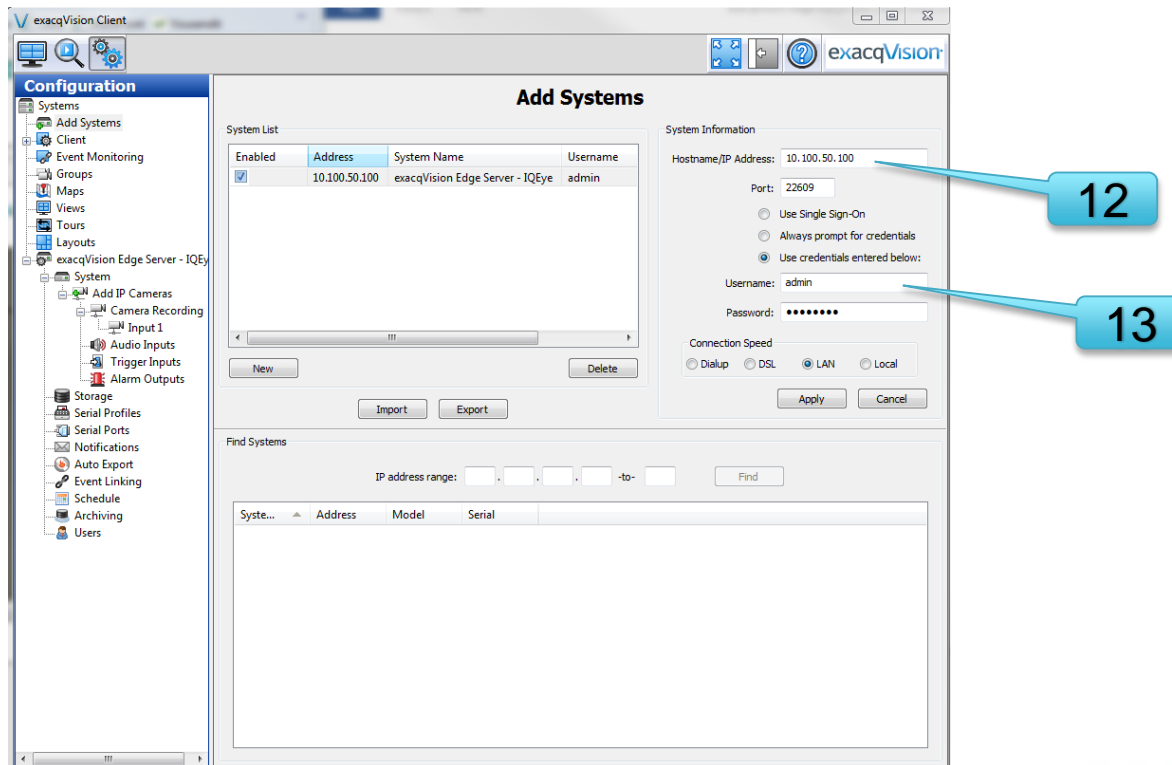 exacqVision Client
exacqVision
Configuration
Systems
Add Systems
Client
Event Monitoring
Groups
Maps
Views
Tours
Layouts
exacqVision Edge Server - IQEy
System
Add IP Cameras
Camera Recording
Input 1
Audio Inputs
Trigger Inputs
Alarm Outputs
Storage
Serial Profiles
Serial Ports
Notifications
Auto Export
Event Linking
Schedule
Archiving
Users
Add Systems
System List
Enabled Address System Name Username
10.100.50.100 exacqVision Edge Server - IQEye admin
New Delete
Import Export
System Information
Hostname/IP Address: 10.100.50.100
Port: 22609
Use Single Sign-On
Always prompt for credentials
Use credentials entered below:
Username: admin
Password: ••••••••
Connection Speed
Dialup DSL LAN Local
Apply Cancel
12
13
Find Systems
IP address range: . . . -to- Find
Syste... Address Model Serial